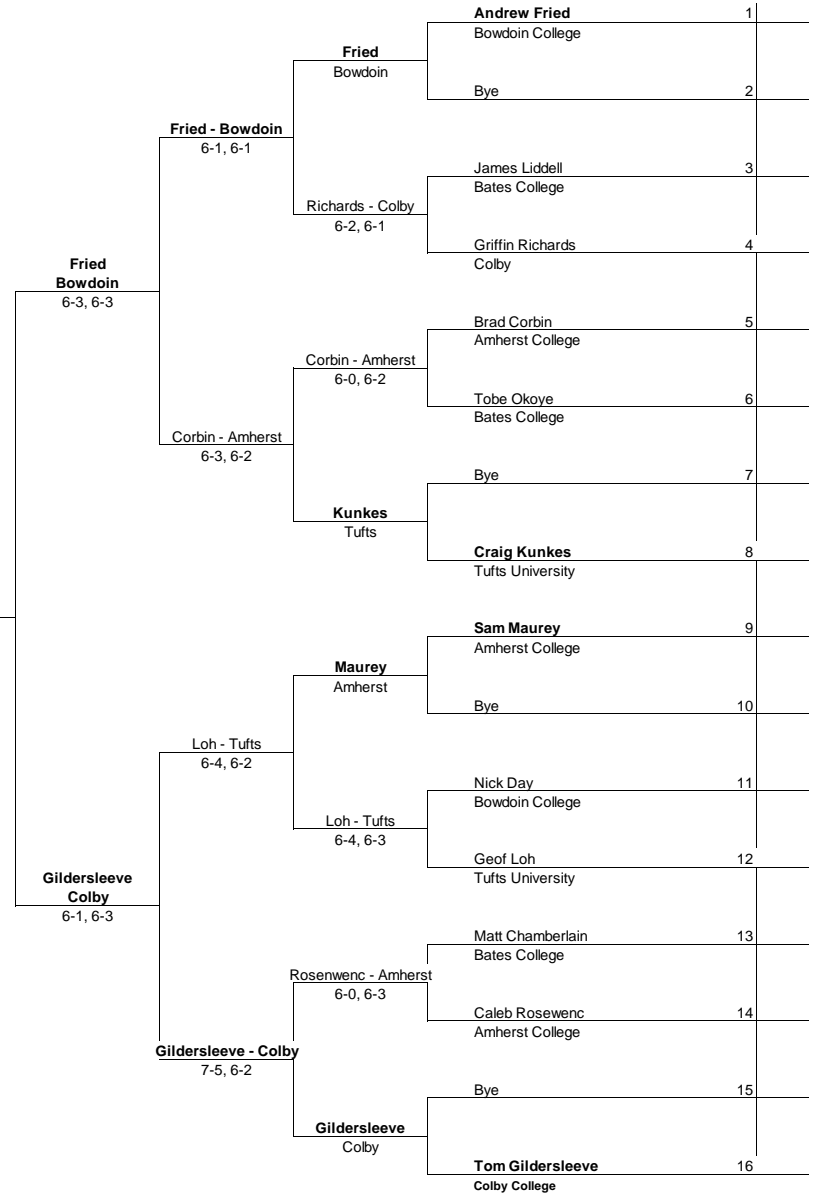 Andrew Fried 1
Bowdoin College
Fried
Bowdoin
Bye 2
Fried - Bowdoin
6-1, 6-1
James Liddell 3
Bates College
Richards - Colby
6-2, 6-1
Griffin Richards 4
Colby
Fried
Bowdoin
6-3, 6-3
Brad Corbin 5
Amherst College
Corbin - Amherst
6-0, 6-2
Tobe Okoye 6
Bates College
Corbin - Amherst
6-3, 6-2
Bye 7
Kunkes
Tufts
Craig Kunkes 8
Tufts University
Sam Maurey 9
Amherst College
Maurey
Amherst
Bye 10
Loh - Tufts
6-4, 6-2
Nick Day 11
Bowdoin College
Loh - Tufts
6-4, 6-3
Geof Loh 12
Tufts University
Gildersleeve
Colby
6-1, 6-3
Matt Chamberlain 13
Bates College
Rosenwenc - Amherst
6-0, 6-3
Caleb Rosewenc 14
Amherst College
Gildersleeve - Colby
7-5, 6-2
Bye 15
Gildersleeve
Colby
Tom Gildersleeve 16
Colby College